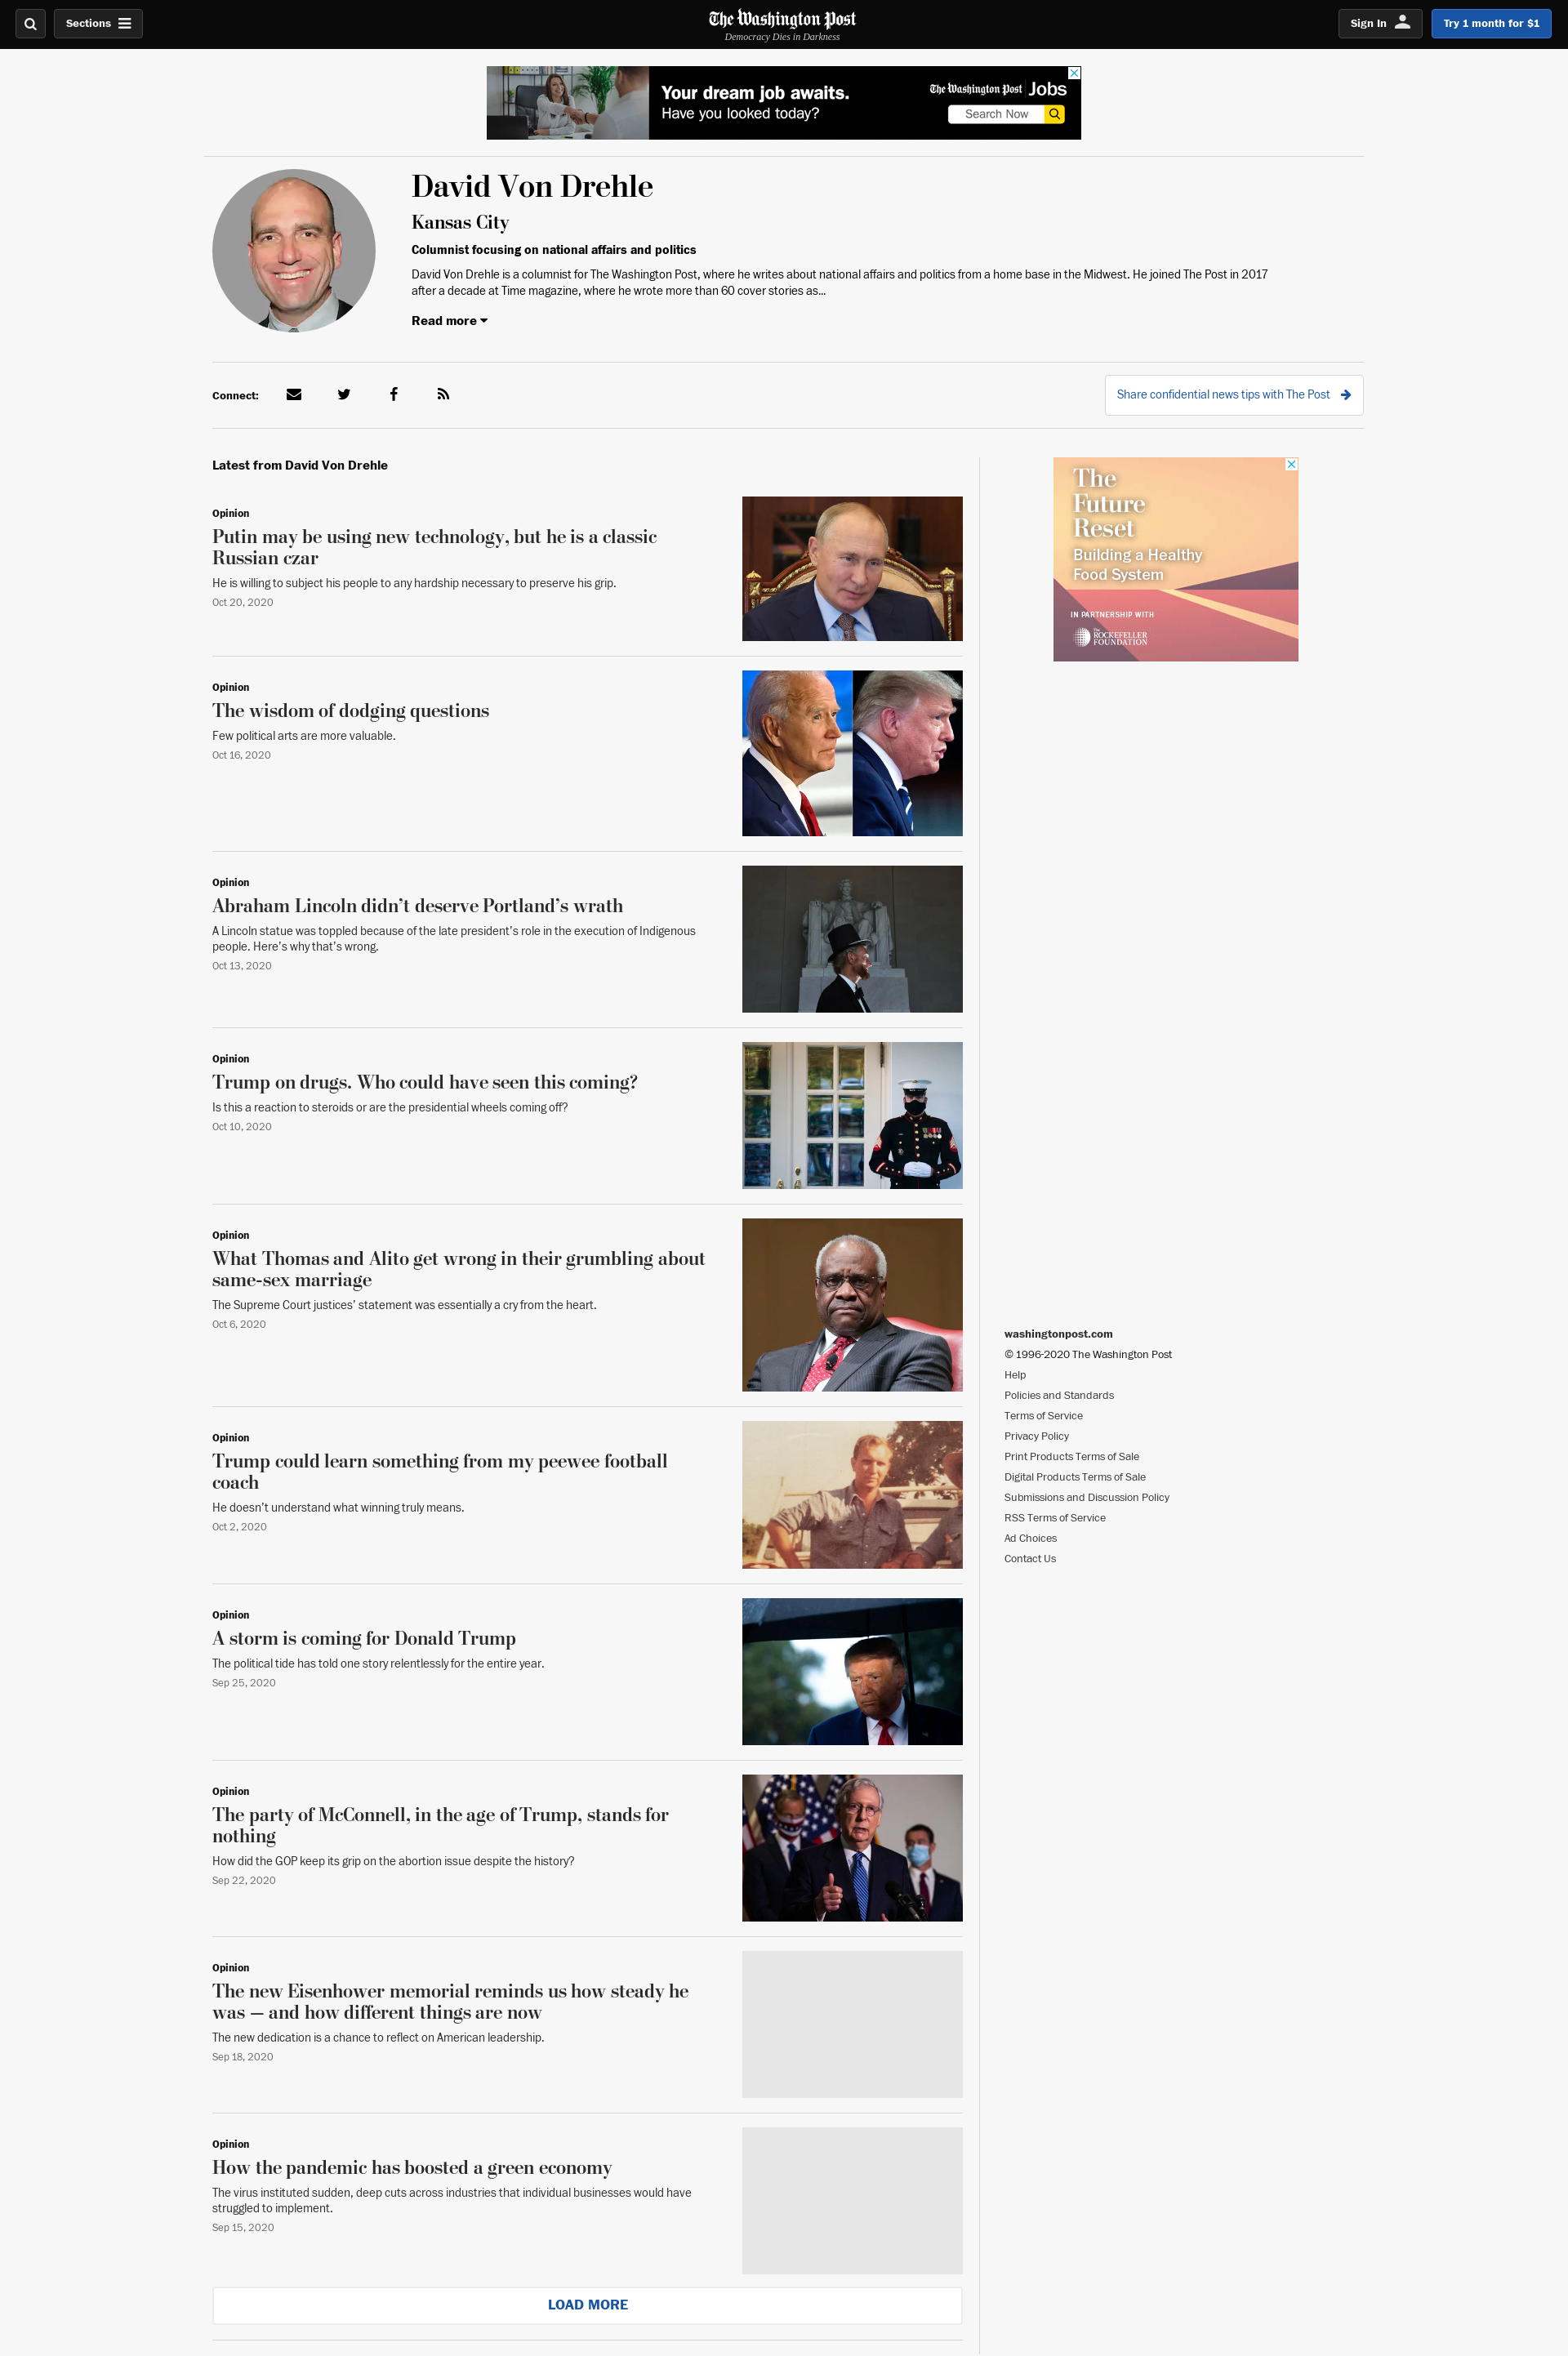 Sections
The Washington Post
Democracy Dies in Darkness
Sign In
Try 1 month for $1
Your dream job awaits.
Have you looked today?
The Washington Post Jobs
Search Now
David Von Drehle
Kansas City
Columnist focusing on national affairs and politics
David Von Drehle is a columnist for The Washington Post, where he writes about national affairs and politics from a home base in the Midwest. He joined The Post in 2017
after a decade at Time magazine, where he wrote more than 60 cover stories as...
Read more
Connect:
Share confidential news tips with The Post
Latest from David Von Drehle
Opinion
Putin may be using new technology, but he is a classic
Russian czar
He is willing to subject his people to any hardship necessary to preserve his grip.
Oct 20, 2020
Opinion
The wisdom of dodging questions
Few political arts are more valuable.
Oct 16, 2020
Opinion
Abraham Lincoln didn’t deserve Portland’s wrath
A Lincoln statue was toppled because of the late president’s role in the execution of Indigenous
people. Here’s why that’s wrong.
Oct 13, 2020
Opinion
Trump on drugs. Who could have seen this coming?
Is this a reaction to steroids or are the presidential wheels coming off?
Oct 10, 2020
Opinion
What Thomas and Alito get wrong in their grumbling about
same-sex marriage
The Supreme Court justices’ statement was essentially a cry from the heart.
Oct 6, 2020
Opinion
Trump could learn something from my peewee football
coach
He doesn’t understand what winning truly means.
Oct 2, 2020
Opinion
A storm is coming for Donald Trump
The political tide has told one story relentlessly for the entire year.
Sep 25, 2020
Opinion
The party of McConnell, in the age of Trump, stands for
nothing
How did the GOP keep its grip on the abortion issue despite the history?
Sep 22, 2020
Opinion
The new Eisenhower memorial reminds us how steady he
was — and how different things are now
The new dedication is a chance to reflect on American leadership.
Sep 18, 2020
Opinion
How the pandemic has boosted a green economy
The virus instituted sudden, deep cuts across industries that individual businesses would have
struggled to implement.
Sep 15, 2020
LOAD MORE
The
Future
Reset
Building a Healthy
Food System
IN PARTNERSHIP WITH
The
ROCKEFELLER
FOUNDATION
washingtonpost.com
© 1996-2020 The Washington Post
Help
Policies and Standards
Terms of Service
Privacy Policy
Print Products Terms of Sale
Digital Products Terms of Sale
Submissions and Discussion Policy
RSS Terms of Service
Ad Choices
Contact Us